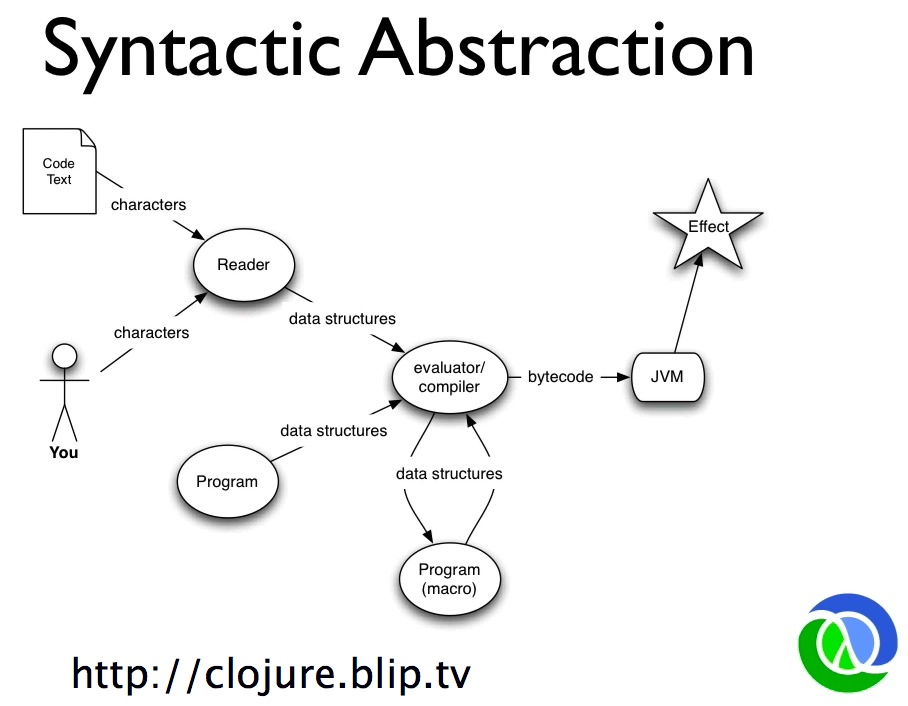 Syntactic Abstraction
Code
Text
characters
Effect
Reader
data structures
characters
evaluator/
compiler
bytecode
JVM
You
data structures
Program
data structures
Program
(macro)
http://clojure.blip.tv